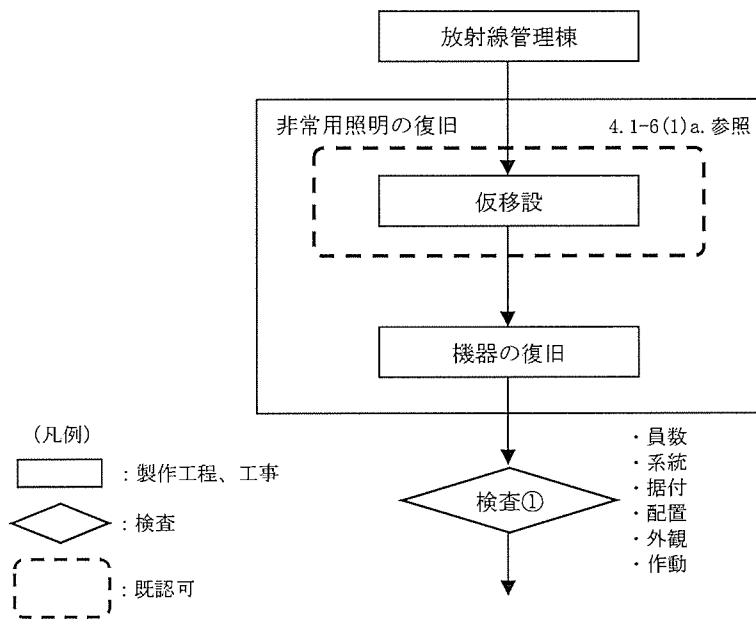 放射線管理棟
非常用照明の復旧
4.1-6(1)a.参照
仮移設
機器の復旧
検査①
・員数
・系統
・据付
・配置
・外観
・作動
(凡例)
：製作工程、工事
：検査
：既認可